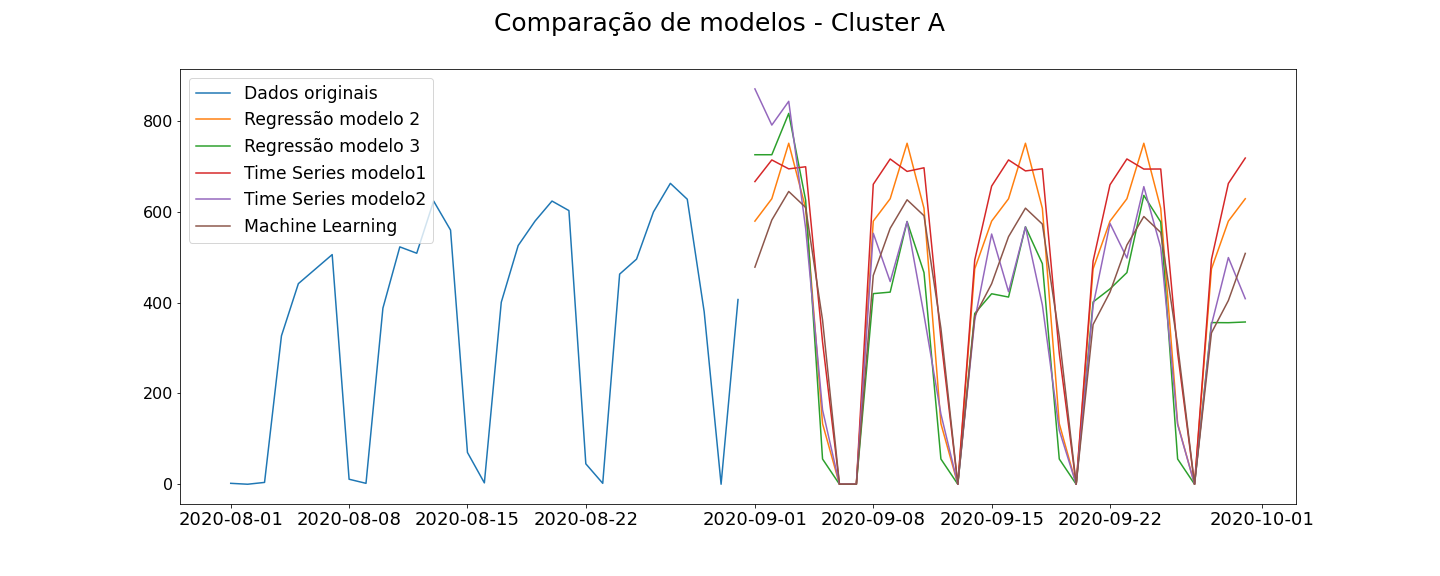 Comparação de modelos - Cluster A
Dados originais
Regressão modelo 2
Regressão modelo 3
Time Series modelo1
Time Series modelo2
Machine Learning
800
600
400
200
0
2020-08-01 2020-08-08 2020-08-15 2020-08-22 2020-09-01 2020-09-08 2020-09-15 2020-09-22 2020-10-01